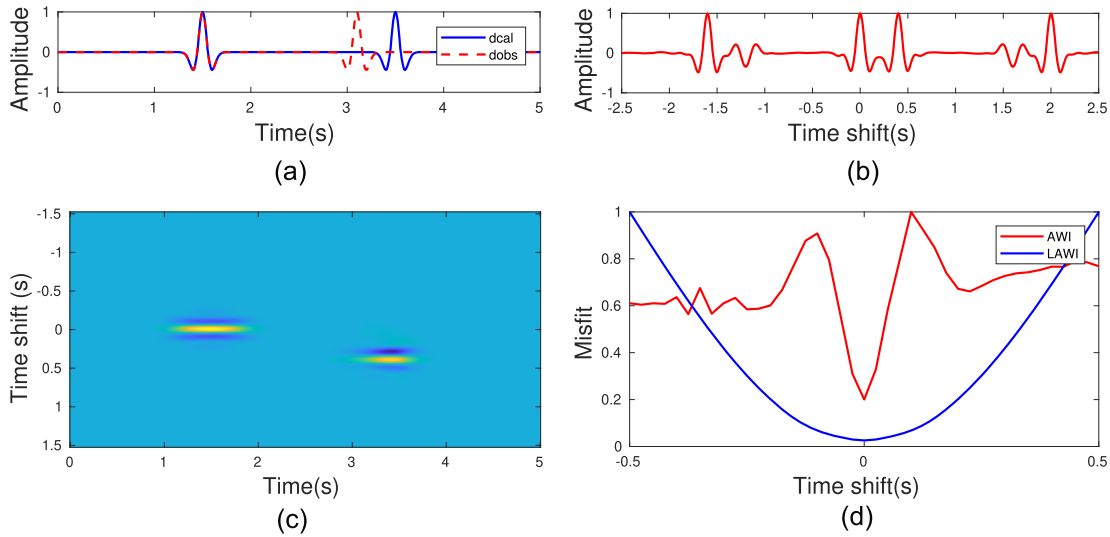 Amplitude
1
0
-1
dcal
dobs
0 1 2 3 4 5
Time(s)
(a)
Amplitude
1
0
-1
-2.5 -2 -1.5 -1 -0.5 0 0.5 1 1.5 2 2.5
Time shift(s)
(b)
Time shift (s)
-1.5
-1
-0.5
0
0.5
1
1.5
0 1 2 3 4 5
Time(s)
(c)
Misfit
1
0.8
0.6
0.4
0.2
0
AWI
LAWI
-0.5 0 0.5
Time shift(s)
(d)